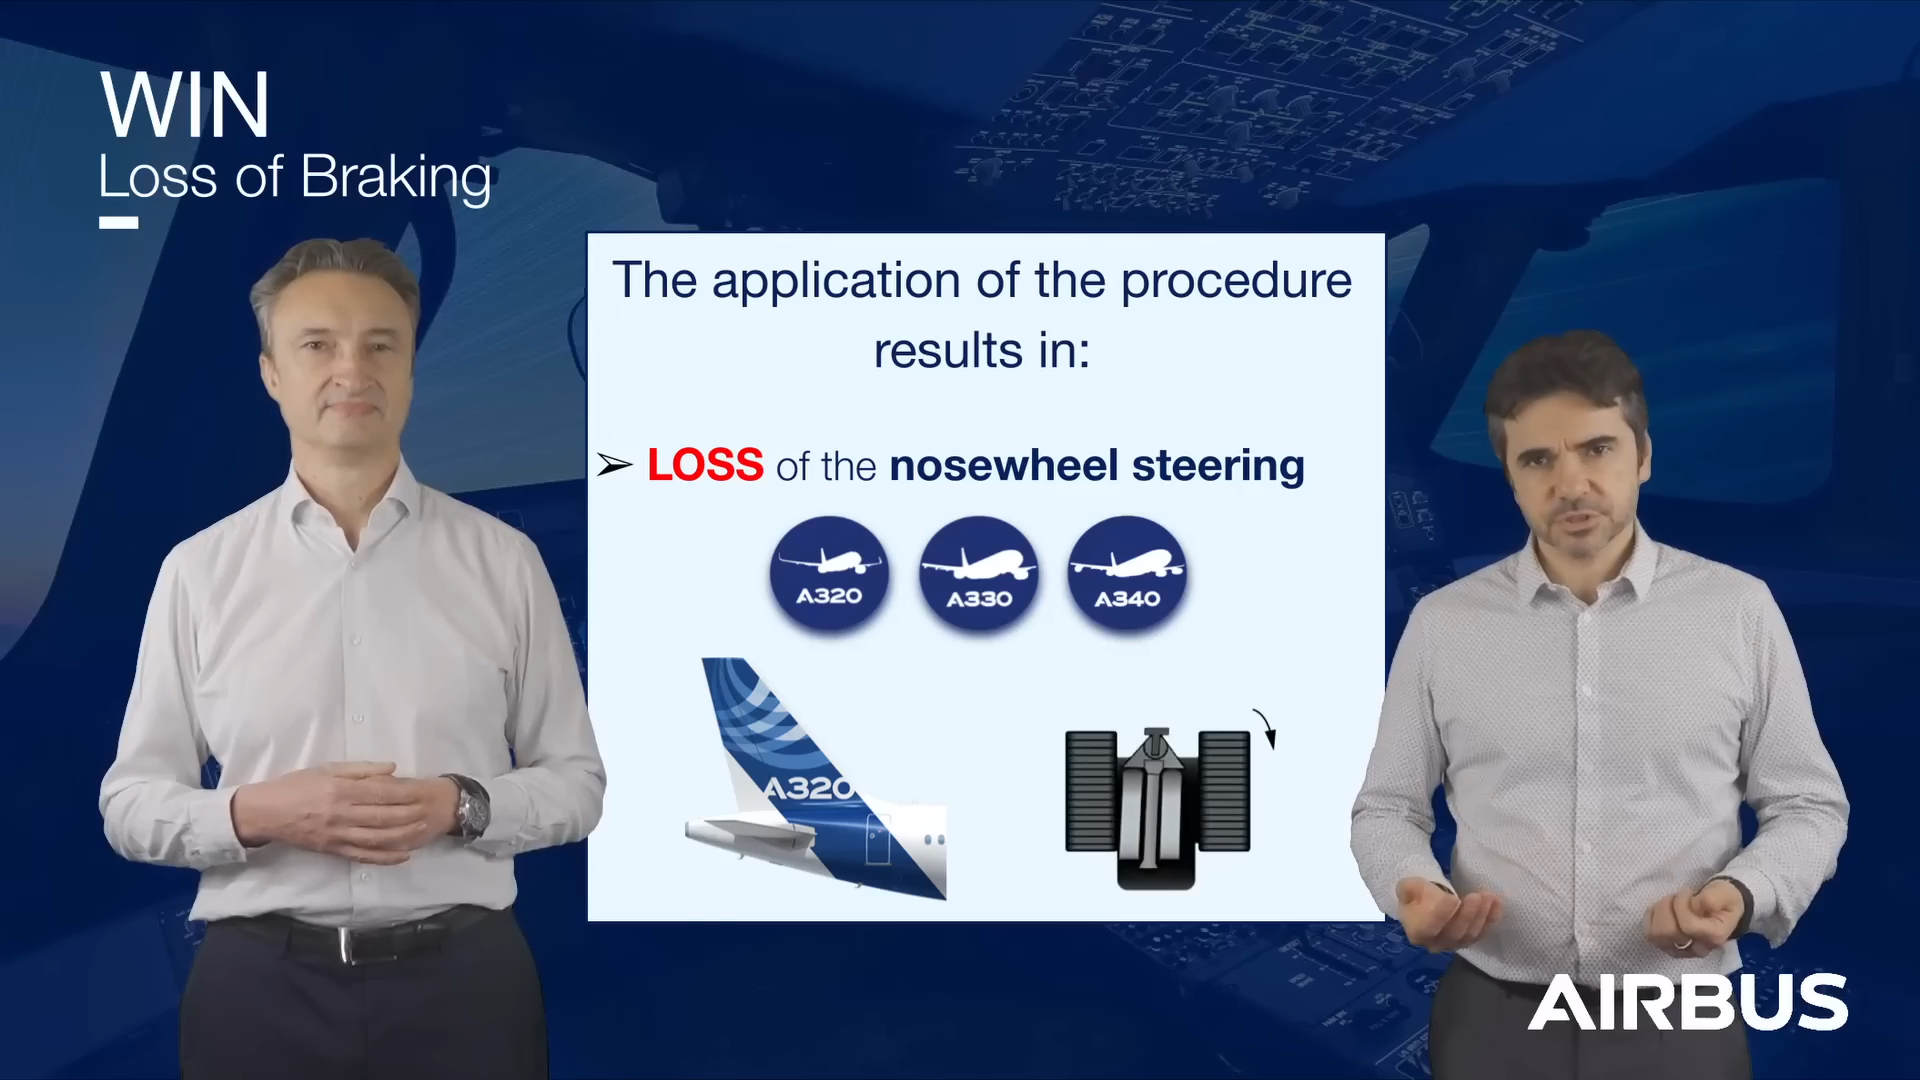 WIN
Loss of Braking
The application of the procedure
results in:
➢ LOSS of the nosewheel steering
A320
A330
A340
A320
AIRBUS